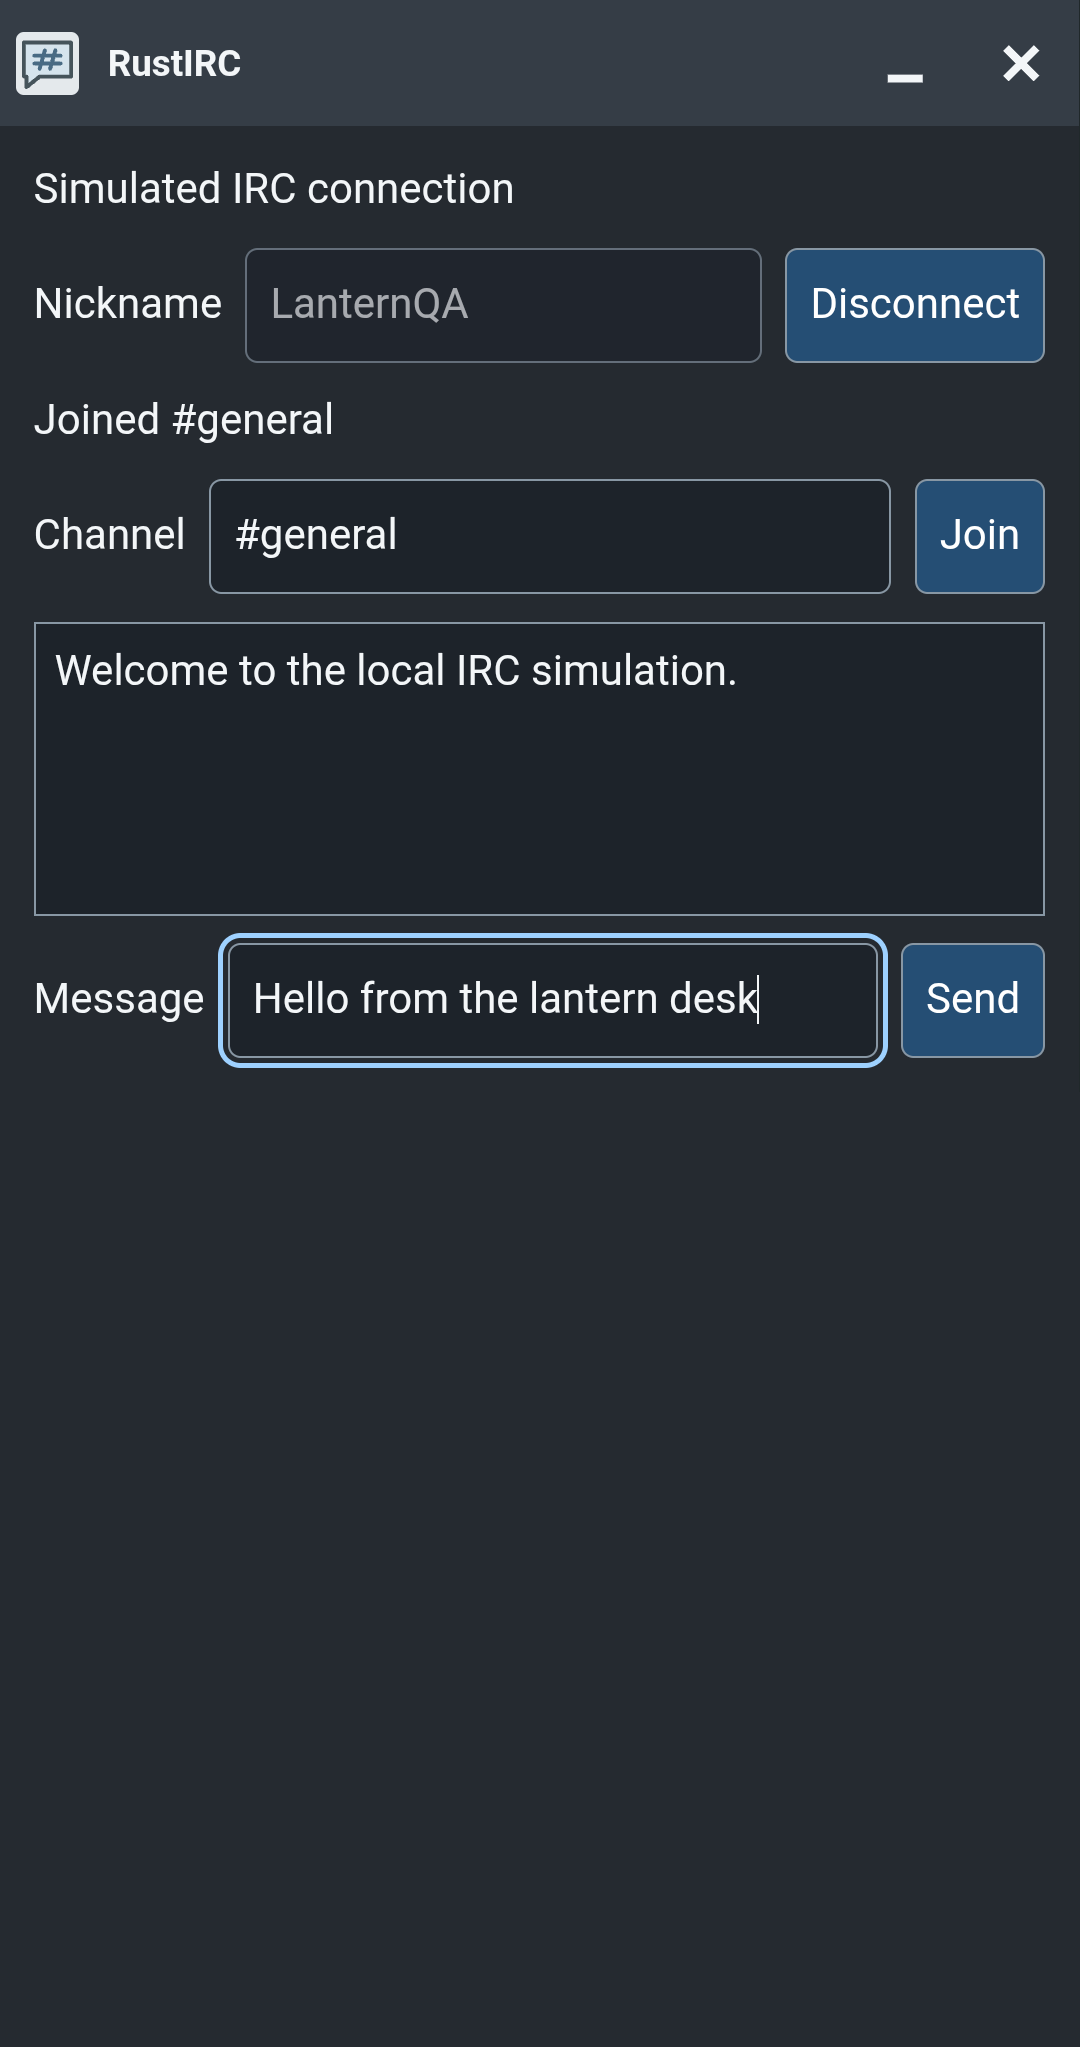 RustIRC
Simulated IRC connection
Nickname LanternQA Disconnect
Joined #general
Channel #general Join
Welcome to the local IRC simulation.
Message Hello from the lantern desk Send